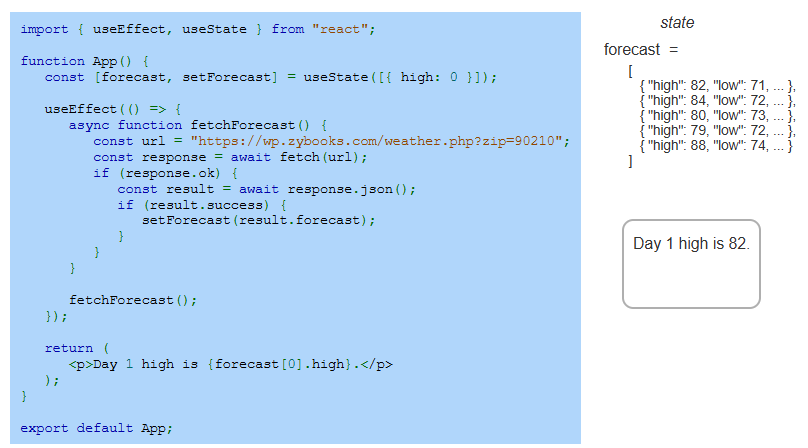 import { useEffect, useState } from "react";
function App() {
const [forecast, setForecast] = useState([{ high: 0 }]);
useEffect(() => {
async function fetchForecast() {
const url = "https://wp.zybooks.com/weather.php?zip=90210";
const response = await fetch(url);
if (response.ok) {
const result = await response.json();
if (result.success) {
setForecast(result.forecast);
}
}
}
fetchForecast();
});
return (
<p>Day 1 high is {forecast[0].high}.</p>
);
}
export default App;
state
forecast =
[
{ "high": 82, "low": 71, ... },
{ "high": 84, "low": 72, ... },
{ "high": 80, "low": 73, ... },
{ "high": 79, "low": 72, ... },
{ "high": 88, "low": 74, ... }
]
Day 1 high is 82.